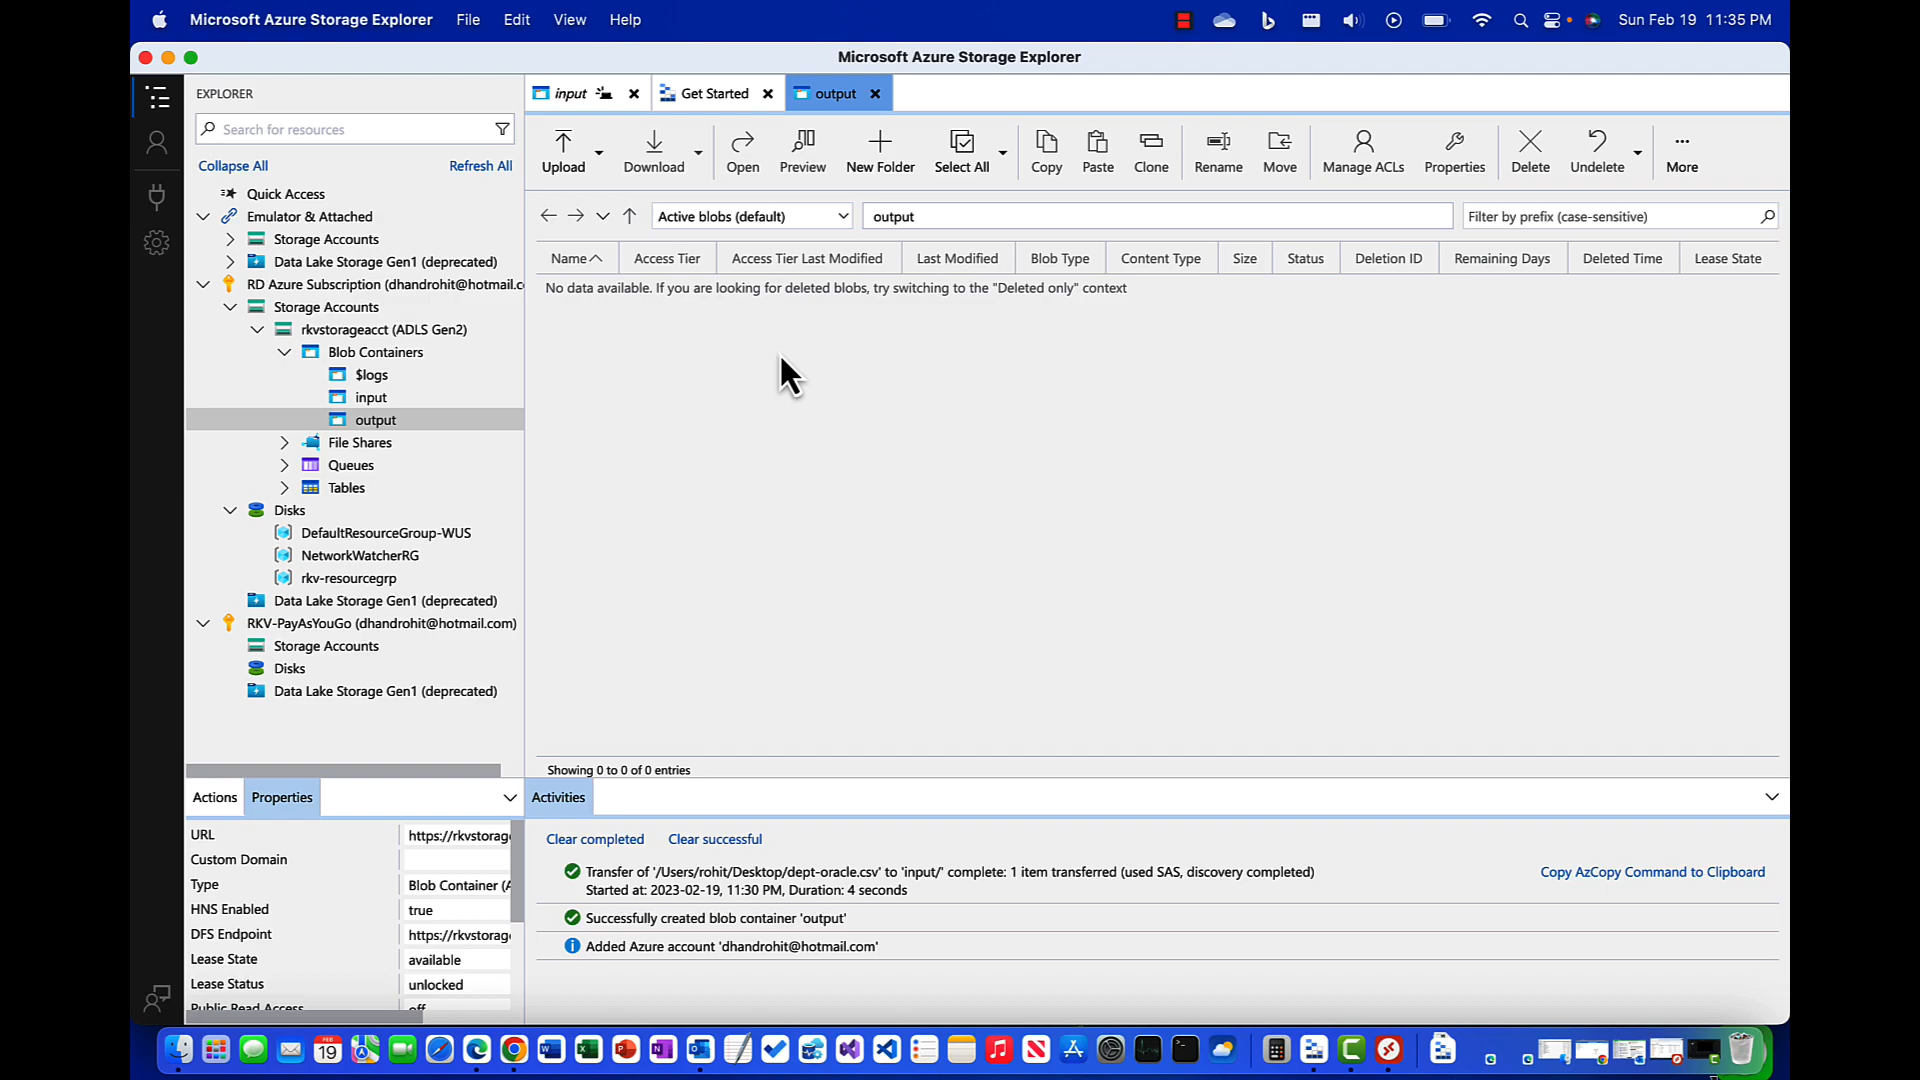 Microsoft Azure Storage Explorer File Edit View Help Sun Feb 19 11:35 PM
Microsoft Azure Storage Explorer
EXPLORER
Search for resources
Collapse All Refresh All
Quick Access
Emulator & Attached
Storage Accounts
Data Lake Storage Gen1 (deprecated)
RD Azure Subscription (dhandrohit@hotmail.c
Storage Accounts
rkvstorageacct (ADLS Gen2)
Blob Containers
$logs
input
output
File Shares
Queues
Tables
Disks
DefaultResourceGroup-WUS
NetworkWatcherRG
rkv-resourcegrp
Data Lake Storage Gen1 (deprecated)
RKV-PayAsYouGo (dhandrohit@hotmail.com)
Storage Accounts
Disks
Data Lake Storage Gen1 (deprecated)
input Get Started output
Upload Download Open Preview New Folder Select All Copy Paste Clone Rename Move Manage ACLs Properties Delete Undelete More
Active blobs (default) output Filter by prefix (case-sensitive)
Name Access Tier Access Tier Last Modified Last Modified Blob Type Content Type Size Status Deletion ID Remaining Days Deleted Time Lease State
No data available. If you are looking for deleted blobs, try switching to the "Deleted only" context
Showing 0 to 0 of 0 entries
Actions Properties
URL https://rkvstorag
Custom Domain
Type Blob Container (A
HNS Enabled true
DFS Endpoint https://rkvstorag
Lease State available
Lease Status unlocked
Public Read Access off
Activities
Clear completed Clear successful
Transfer of '/Users/rohit/Desktop/dept-oracle.csv' to 'input/' complete: 1 item transferred (used SAS, discovery completed) Copy AzCopy Command to Clipboard
Started at: 2023-02-19, 11:30 PM, Duration: 4 seconds
Successfully created blob container 'output'
Added Azure account 'dhandrohit@hotmail.com'
FEB
19